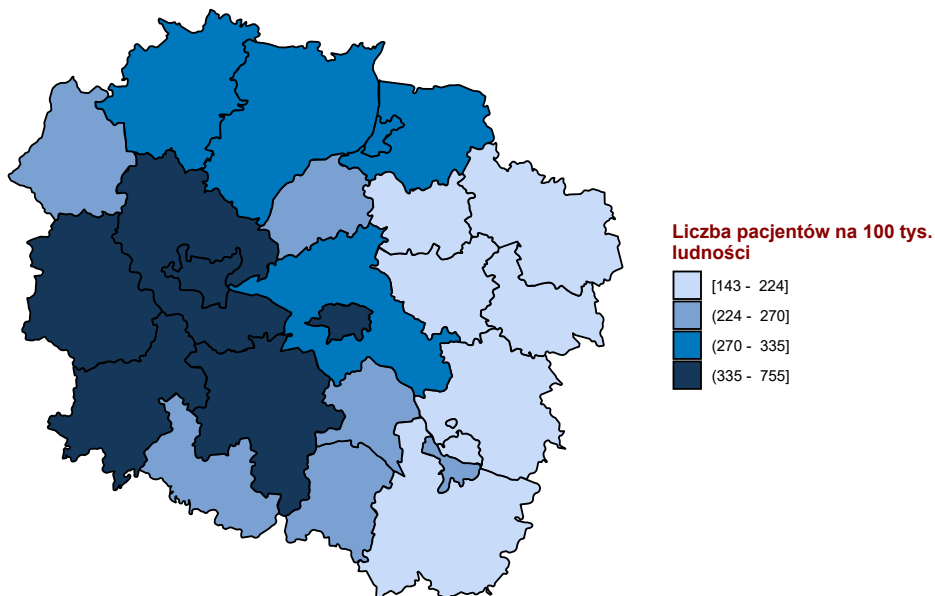 Liczba pacjentów na 100 tys.
ludności
[143 - 224]
(224 - 270]
(270 - 335]
(335 - 755]